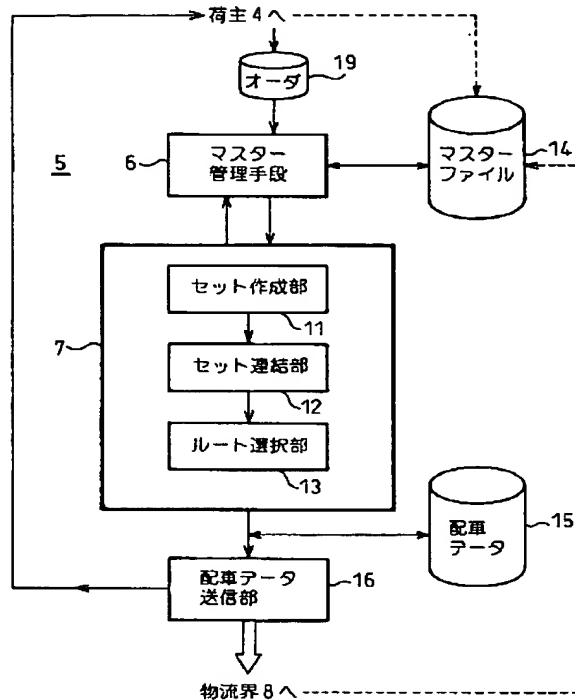 荷主4へ
オーダ
19
5
6
マスター
管理手段
マスター
ファイル
14
7
セット作成部
11
セット連結部
12
ルート選択部
13
配車
データ
15
配車データ
送信部
16
物流界8へ